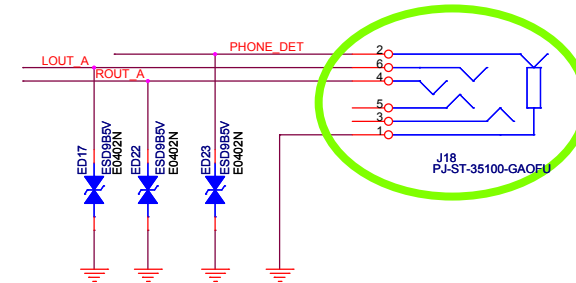 PHONE_DET
LOUT_A
ROUT_A
2
6
4
5
3
1
ED17
ESD9B5V
E0402N
ED22
ESD9B5V
E0402N
ED23
ESD9B5V
E0402N
J18
PJ-ST-35100-GAOFU